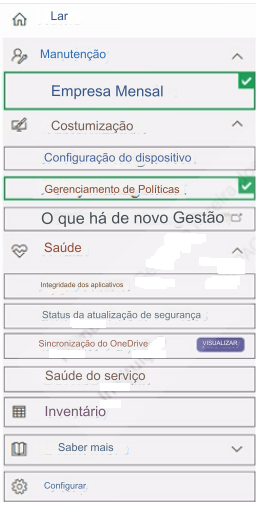 Lar
Manutenção
Empresa Mensal
Costumização
Configuração do dispositivo
Gerenciamento de Políticas
O que há de novo Gestão
Saúde
Integridade dos aplicativos
Status da atualização de segurança
Sincronização do OneDrive VISUALIZAR
Saúde do serviço
Inventário
Saber mais
Configurar